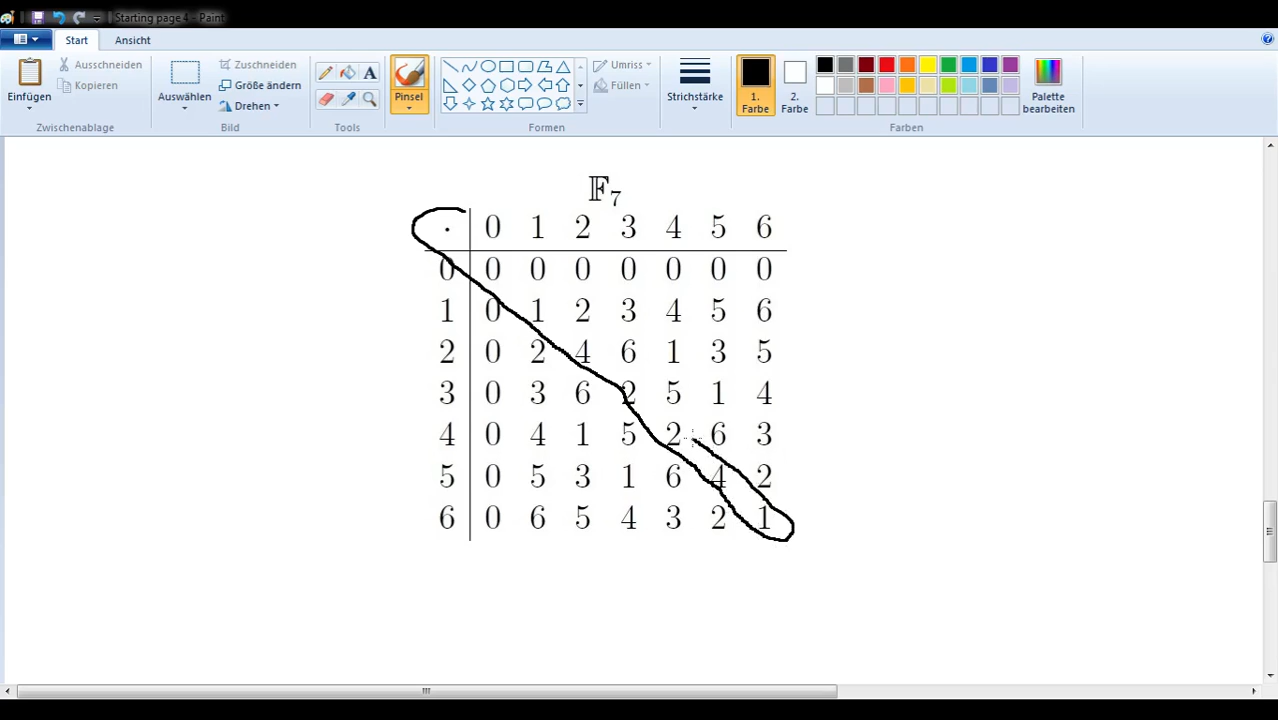 Starting page 4 - Paint
Start Ansicht
Einfügen
Ausschneiden
Kopieren
Zwischenablage
Auswählen
Zuschneiden
Größe ändern
Drehen
Bild
A
Tools
Pinsel
Umriss
Füllen
Formen
Strichstärke
1. Farbe
2. Farbe
Palette bearbeiten
Farben
𝔽₇
· 0 1 2 3 4 5 6
0 0 0 0 0 0 0 0
1 0 1 2 3 4 5 6
2 0 2 4 6 1 3 5
3 0 3 6 2 5 1 4
4 0 4 1 5 2 6 3
5 0 5 3 1 6 4 2
6 0 6 5 4 3 2 1